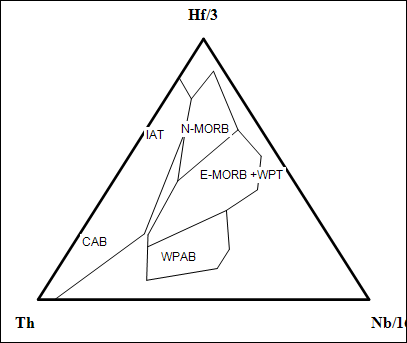 Hf/3
IAT
N-MORB
E-MORB +WPT
CAB
WPAB
Th